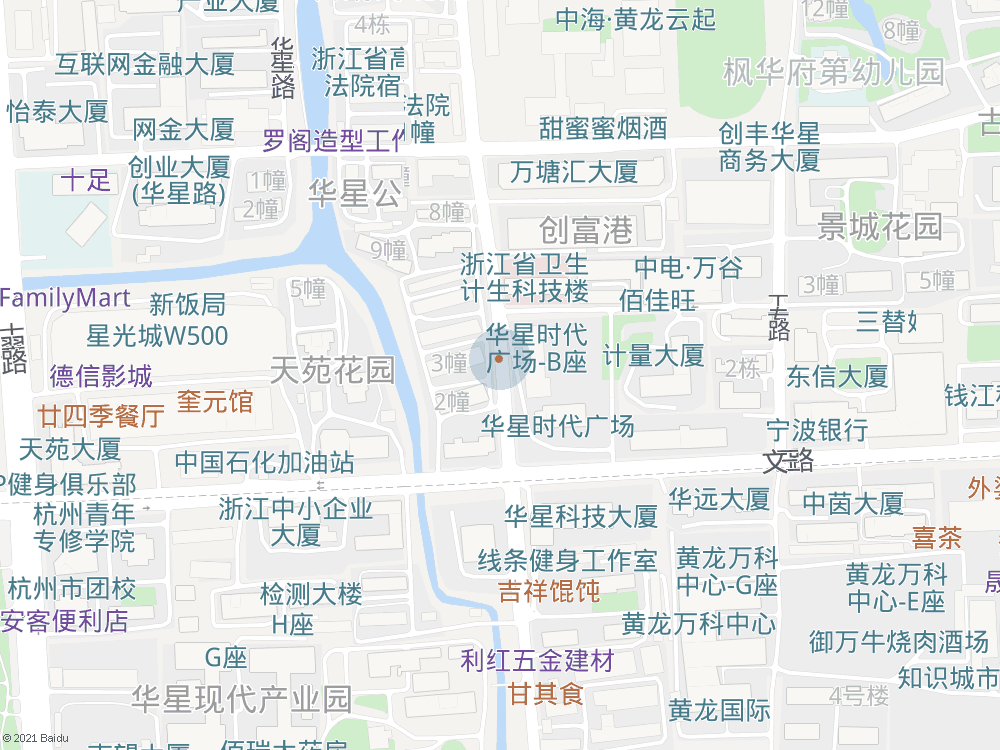 产业大厦
4栋
中海·黄龙云起
12幢
8幢
华星路
互联网金融大厦
浙江省高
法院宿
枫华府第幼儿园
怡泰大厦
法院
幢
网金大厦
甜蜜蜜烟酒
创丰华星
商务大厦
古
罗阁造型工作
创业大厦
(华星路)
万塘汇大厦
十足
1幢
华星公
2幢
8幢
创富港
景城花园
9幢
浙江省卫生
计生科技楼
中电·万谷
3幢
5幢
FamilyMart
新饭局
5幢
佰佳旺
星光城W500
华星时代
广场-B座
三替
天苑花园
3幢
计量大厦
2栋
德信影城
东信大厦
钱江科
廿四季餐厅
奎元馆
2幢
华星时代广场
宁波银行
天苑大厦
中国石化加油站
文三路
P健身俱乐部
外婆
浙江中小企业
大厦
华远大厦
中茵大厦
杭州青年
专修学院
华星科技大厦
喜茶
线条健身工作室
黄龙万科
中心-G座
杭州市团校
检测大楼
吉祥馄饨
黄龙万科
中心-E座
安客便利店
H座
黄龙万科中心
御万牛烧肉酒场
G座
利红五金建材
知识城市
华星现代产业园
甘其食
4号楼
黄龙国际
© 2021 Baidu